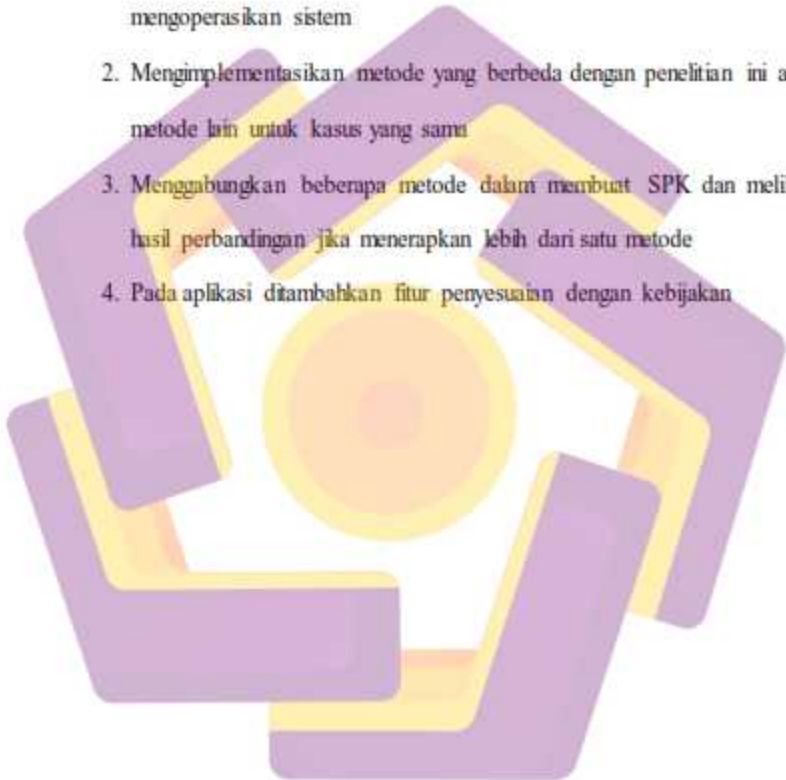 mengoperasikan sistem
2. Mengimplementasikan metode yang berbeda dengan penelitian ini a
metode lain untuk kasus yang sama
3. Menggabungkan beberapa metode dalam membuat SPK dan meli
hasil perbandingan jika menerapkan lebih dari satu metode
4. Pada aplikasi ditambahkan fitur penyesuaian dengan kebijakan